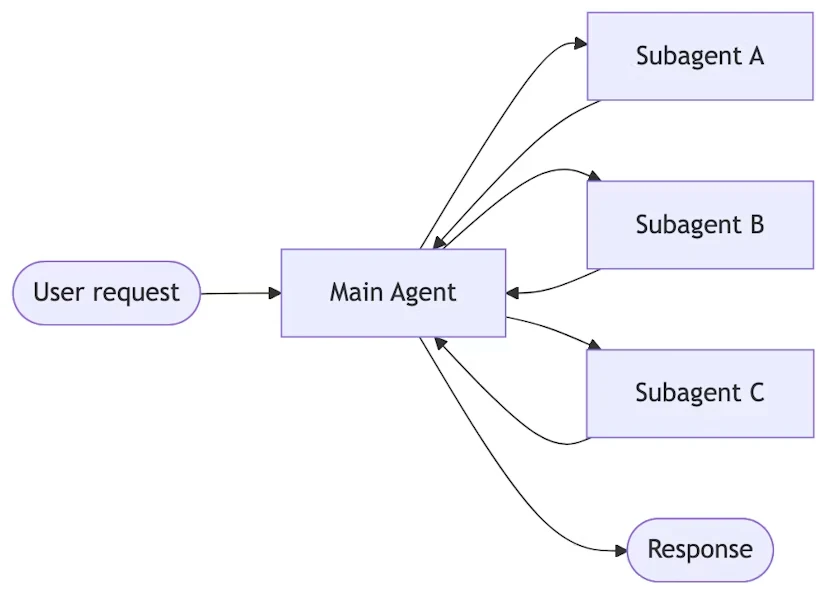 Subagent A
Subagent B
User request
Main Agent
Subagent C
Response